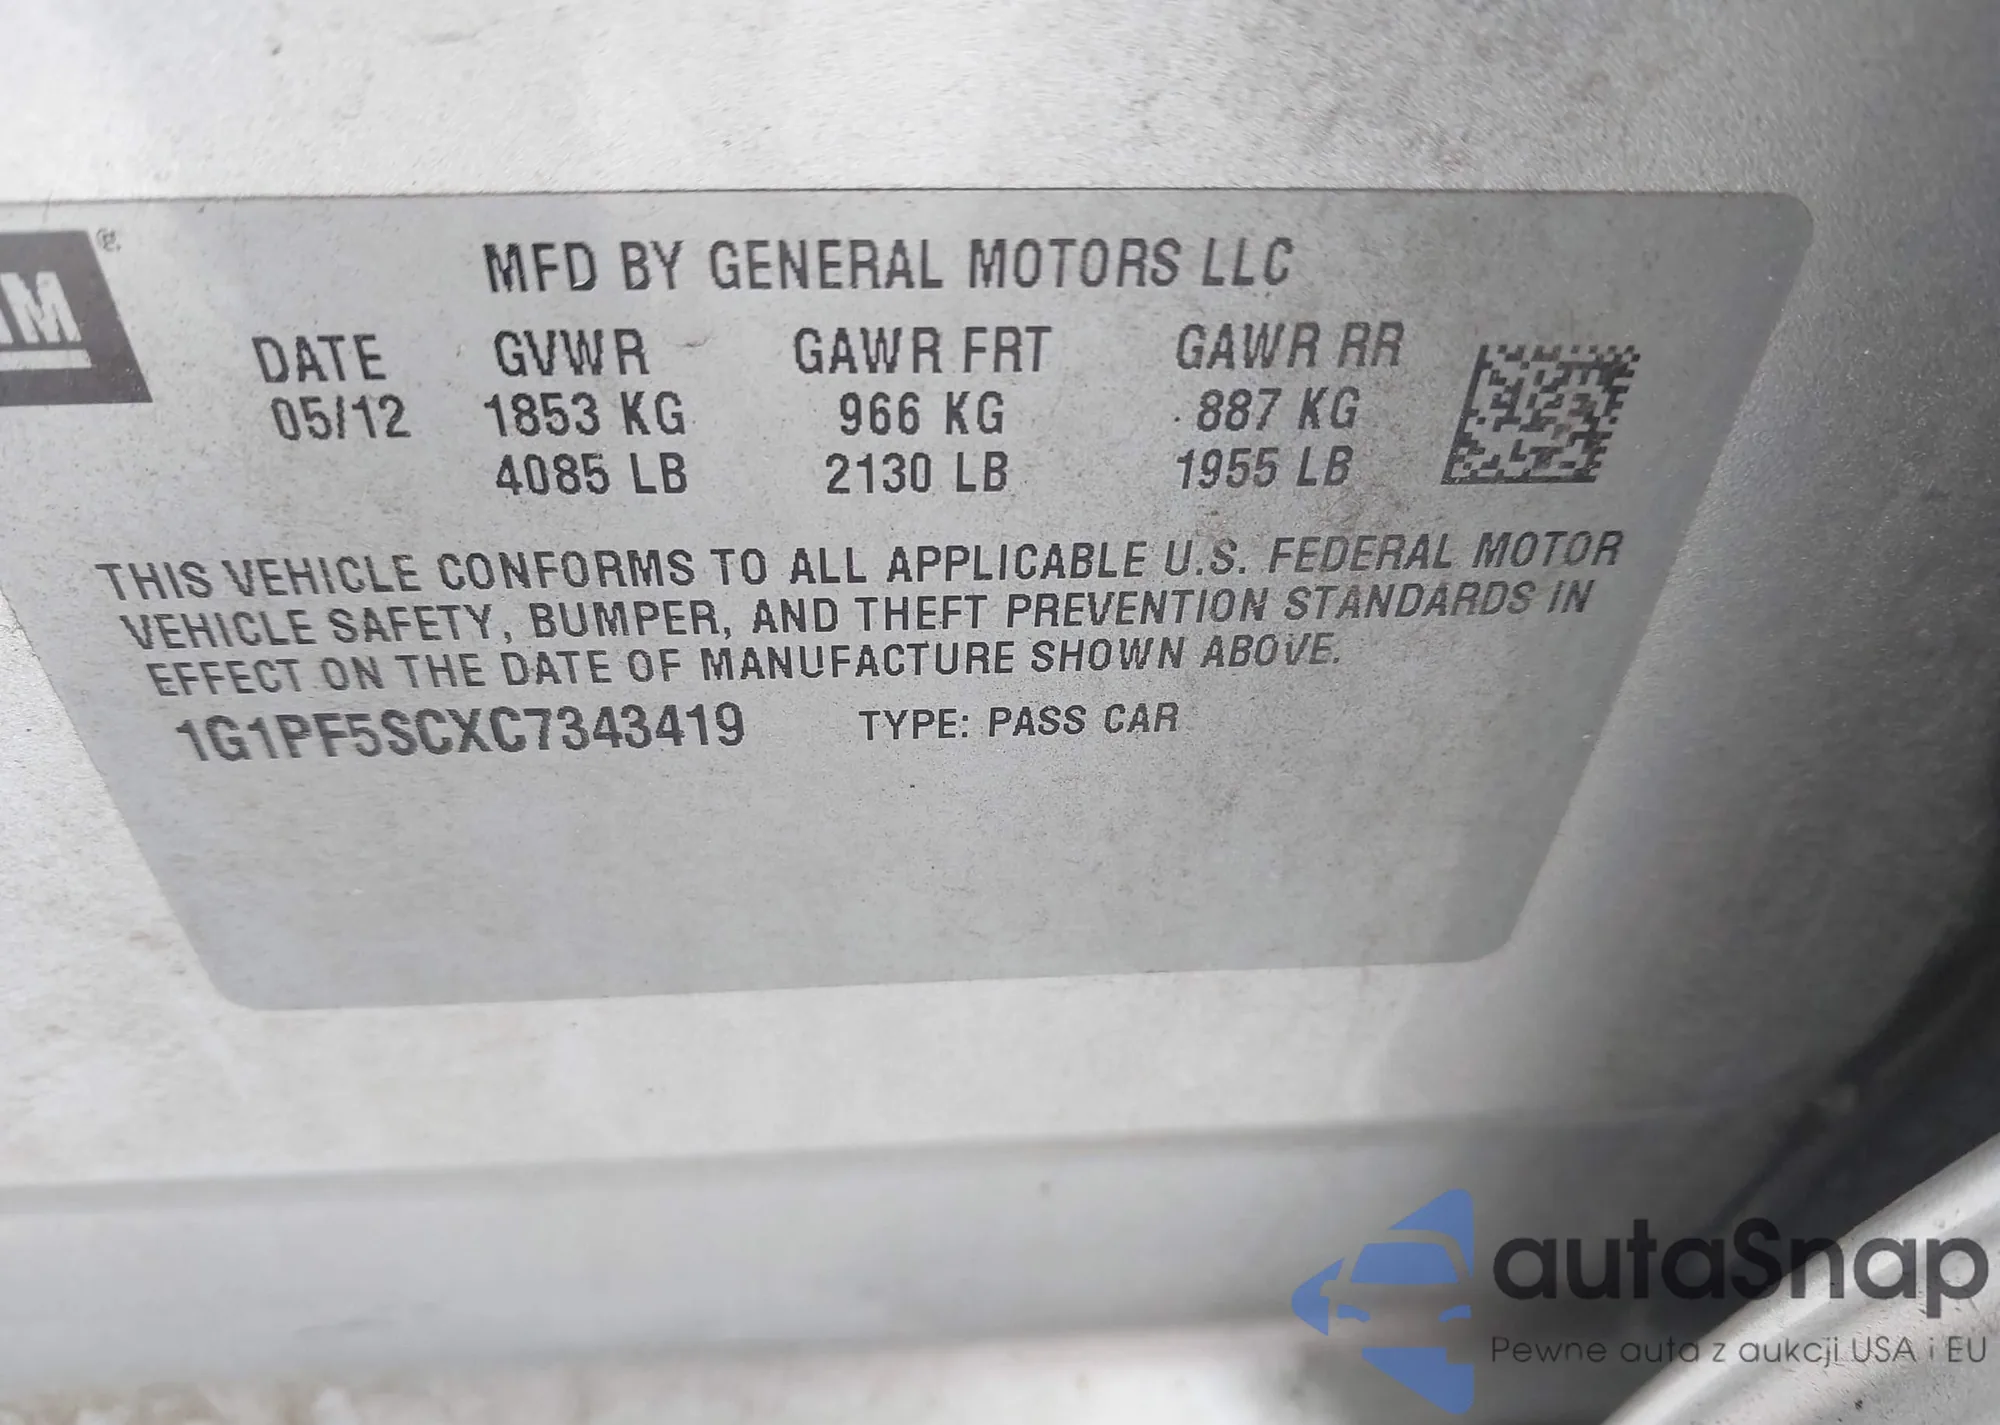 MFD BY GENERAL MOTORS LLC
DATE GVWR GAWR FRT GAWR RR
05/12 1853 KG 966 KG 887 KG
4085 LB 2130 LB 1955 LB
THIS VEHICLE CONFORMS TO ALL APPLICABLE U.S. FEDERAL MOTOR
VEHICLE SAFETY, BUMPER, AND THEFT PREVENTION STANDARDS IN
EFFECT ON THE DATE OF MANUFACTURE SHOWN ABOVE.
1G1PF5SCXC7343419 TYPE: PASS CAR
autaSnap
Pewne auta z aukcji USA i EU